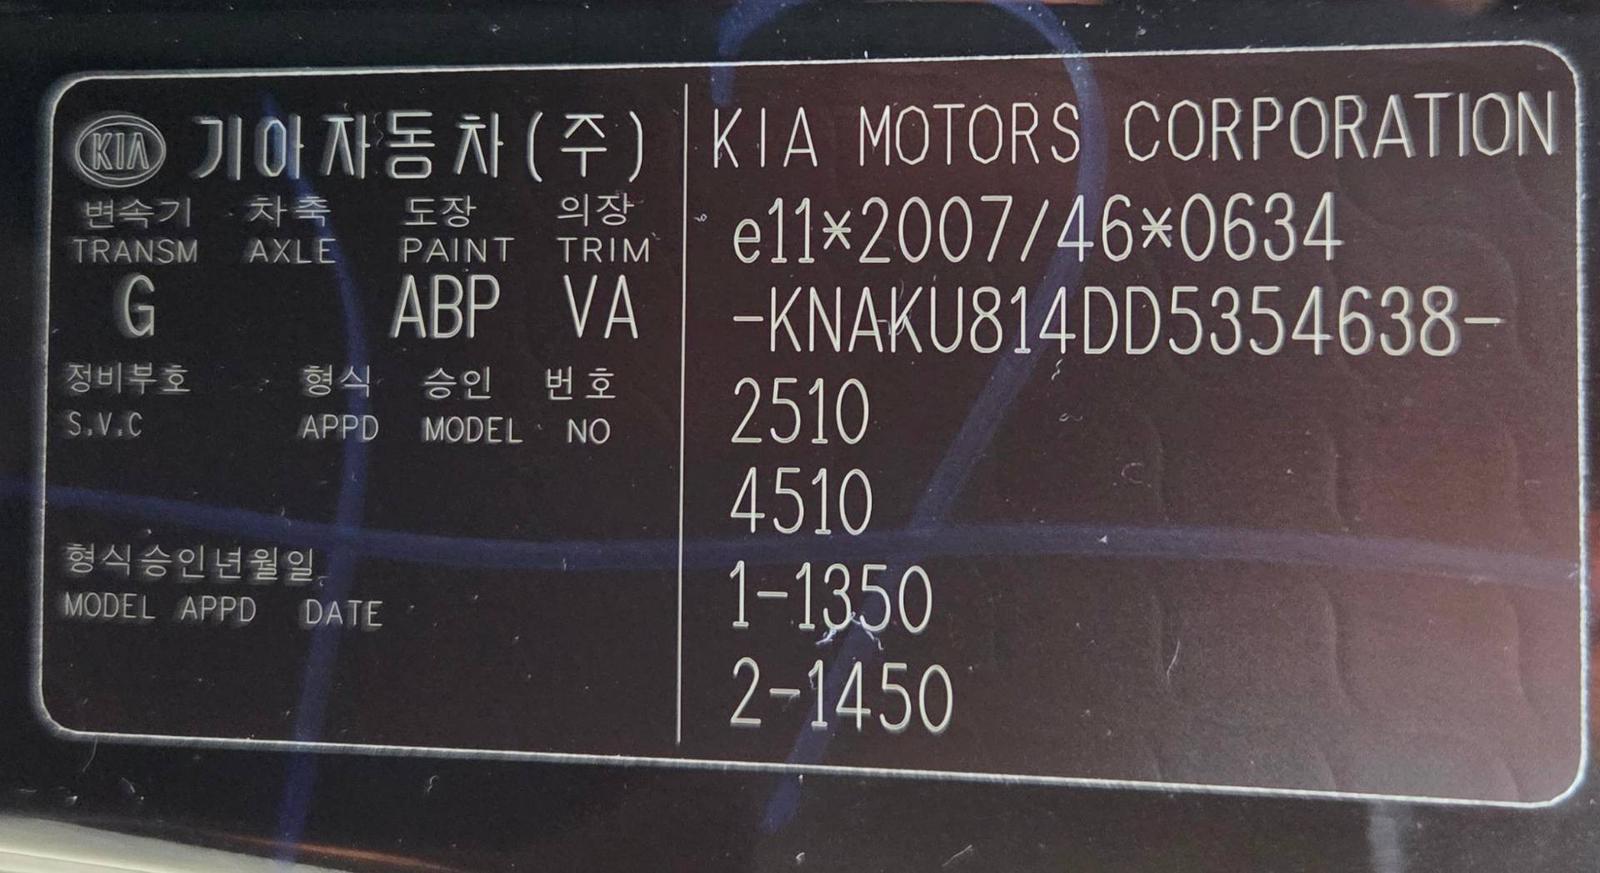 KIA 기아자동차(주)
변속기 차축 도장 의장
TRANSM AXLE PAINT TRIM
G ABP VA
정비부호 형식 승인 번호
S.V.C APPD MODEL NO
형식승인년월일
MODEL APPD DATE
KIA MOTORS CORPORATION
e11*2007/46*0634
-KNAKU814DD5354638-
2510
4510
1-1350
2-1450